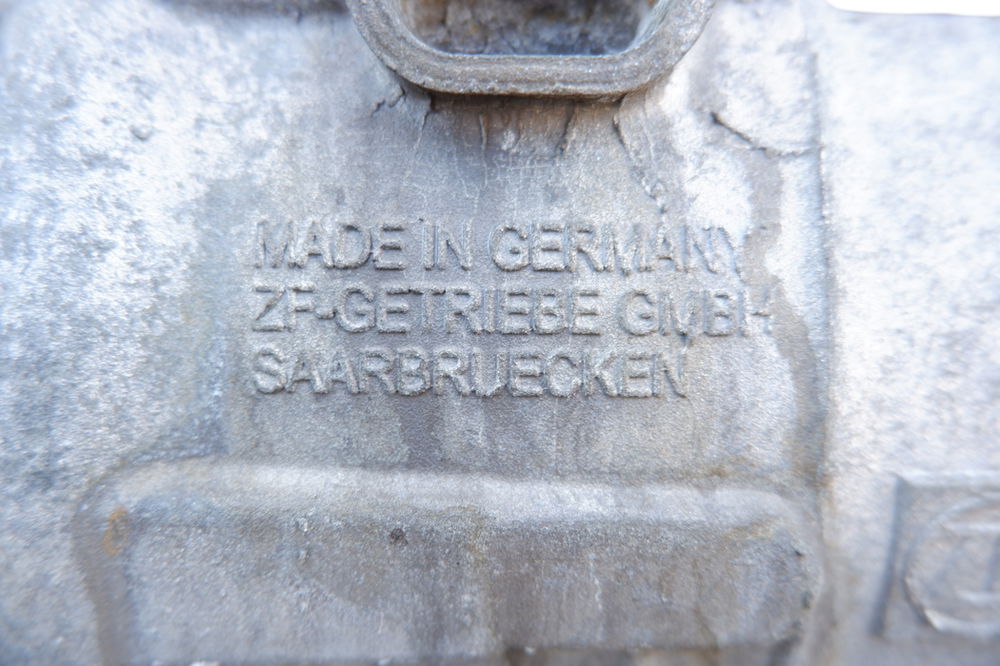 MADE IN GERMANY
ZF-GETRIEBE GMBH
SAARBRUECKEN